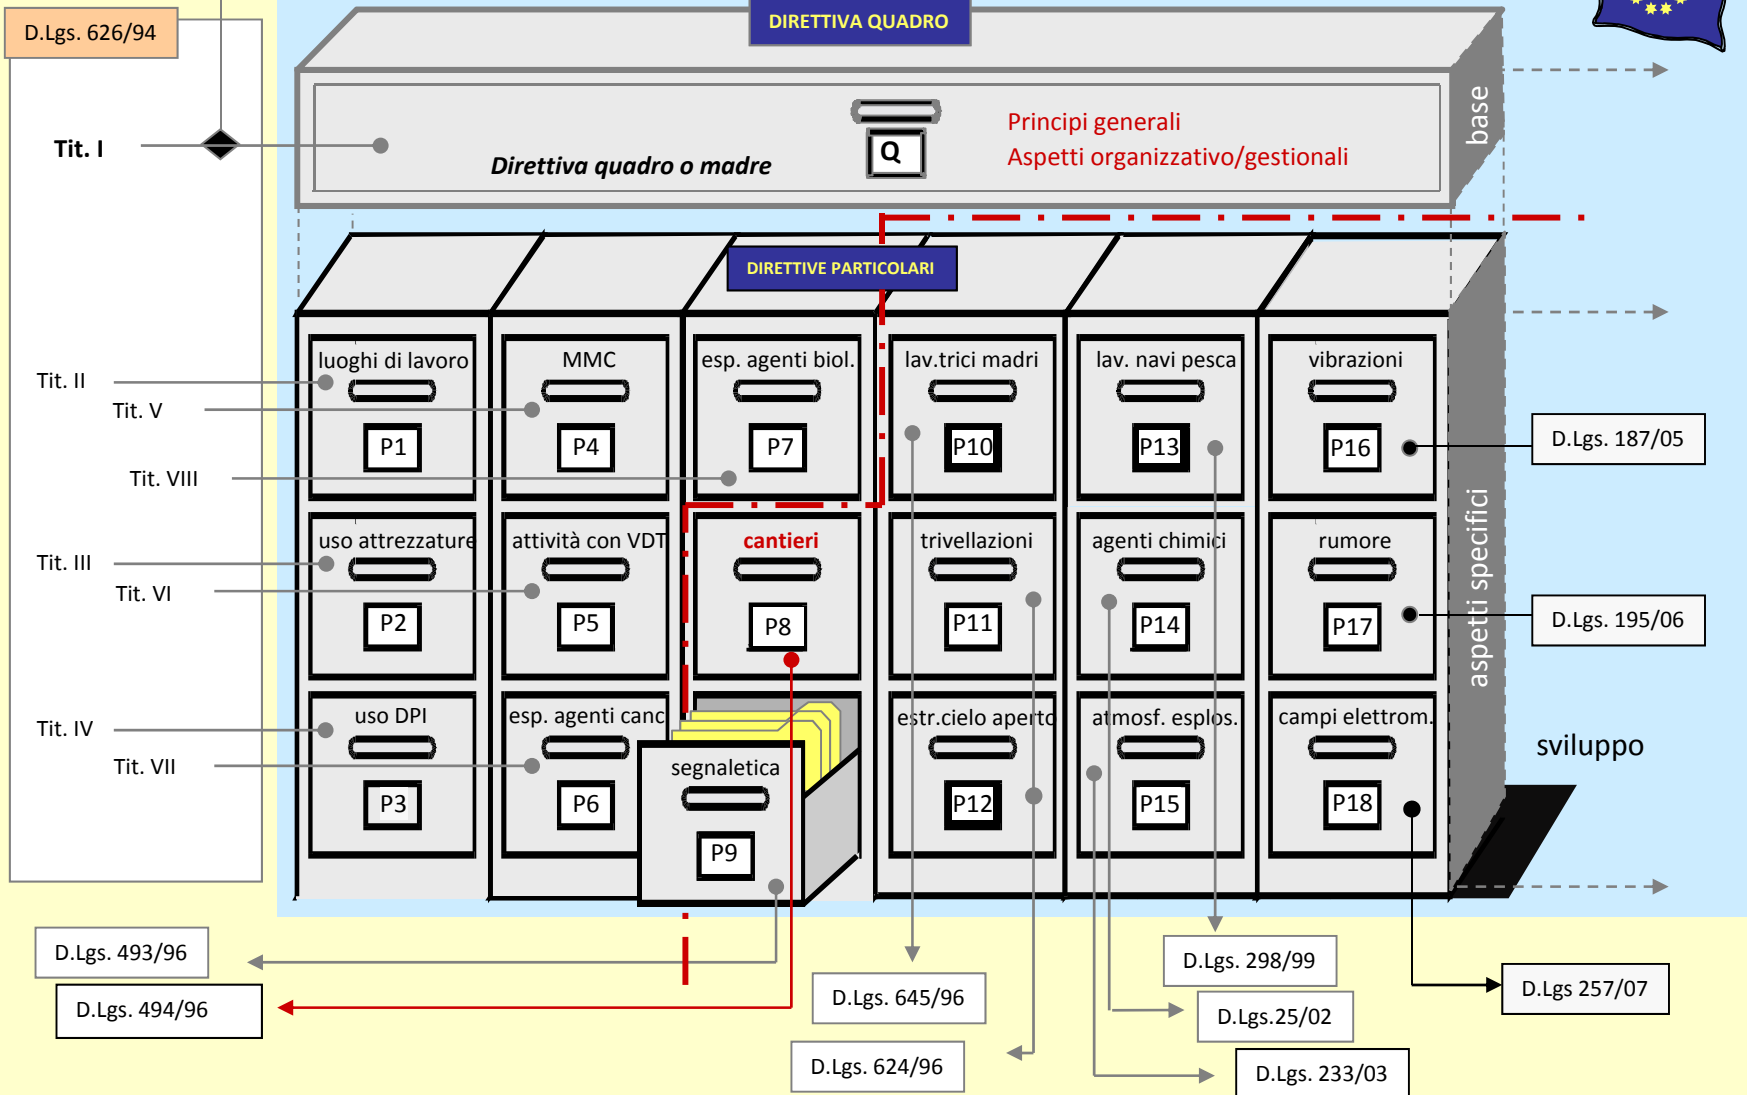 DIRETTIVA QUADRO
D.Lgs. 626/94
Tit. I
Direttiva quadro o madre
Q
Principi generali
Aspetti organizzativo/gestionali
base
DIRETTIVE PARTICOLARI
luoghi di lavoro
MMC
esp. agenti biol.
lav.trici madri
lav. navi pesca
vibrazioni
Tit. II
Tit. V
Tit. VIII
P1
P4
P7
P10
P13
P16
D.Lgs. 187/05
uso attrezzature
attività con VDT
cantieri
trivellazioni
agenti chimici
rumore
Tit. III
Tit. VI
P2
P5
P8
P11
P14
P17
D.Lgs. 195/06
aspetti specifici
uso DPI
esp. agenti canc
estr.cielo aperto
atmosf. esplos.
campi elettrom.
Tit. IV
Tit. VII
segnaletica
sviluppo
P3
P6
P9
P12
P15
P18
D.Lgs. 493/96
D.Lgs. 494/96
D.Lgs. 645/96
D.Lgs. 624/96
D.Lgs. 298/99
D.Lgs.25/02
D.Lgs. 233/03
D.Lgs 257/07